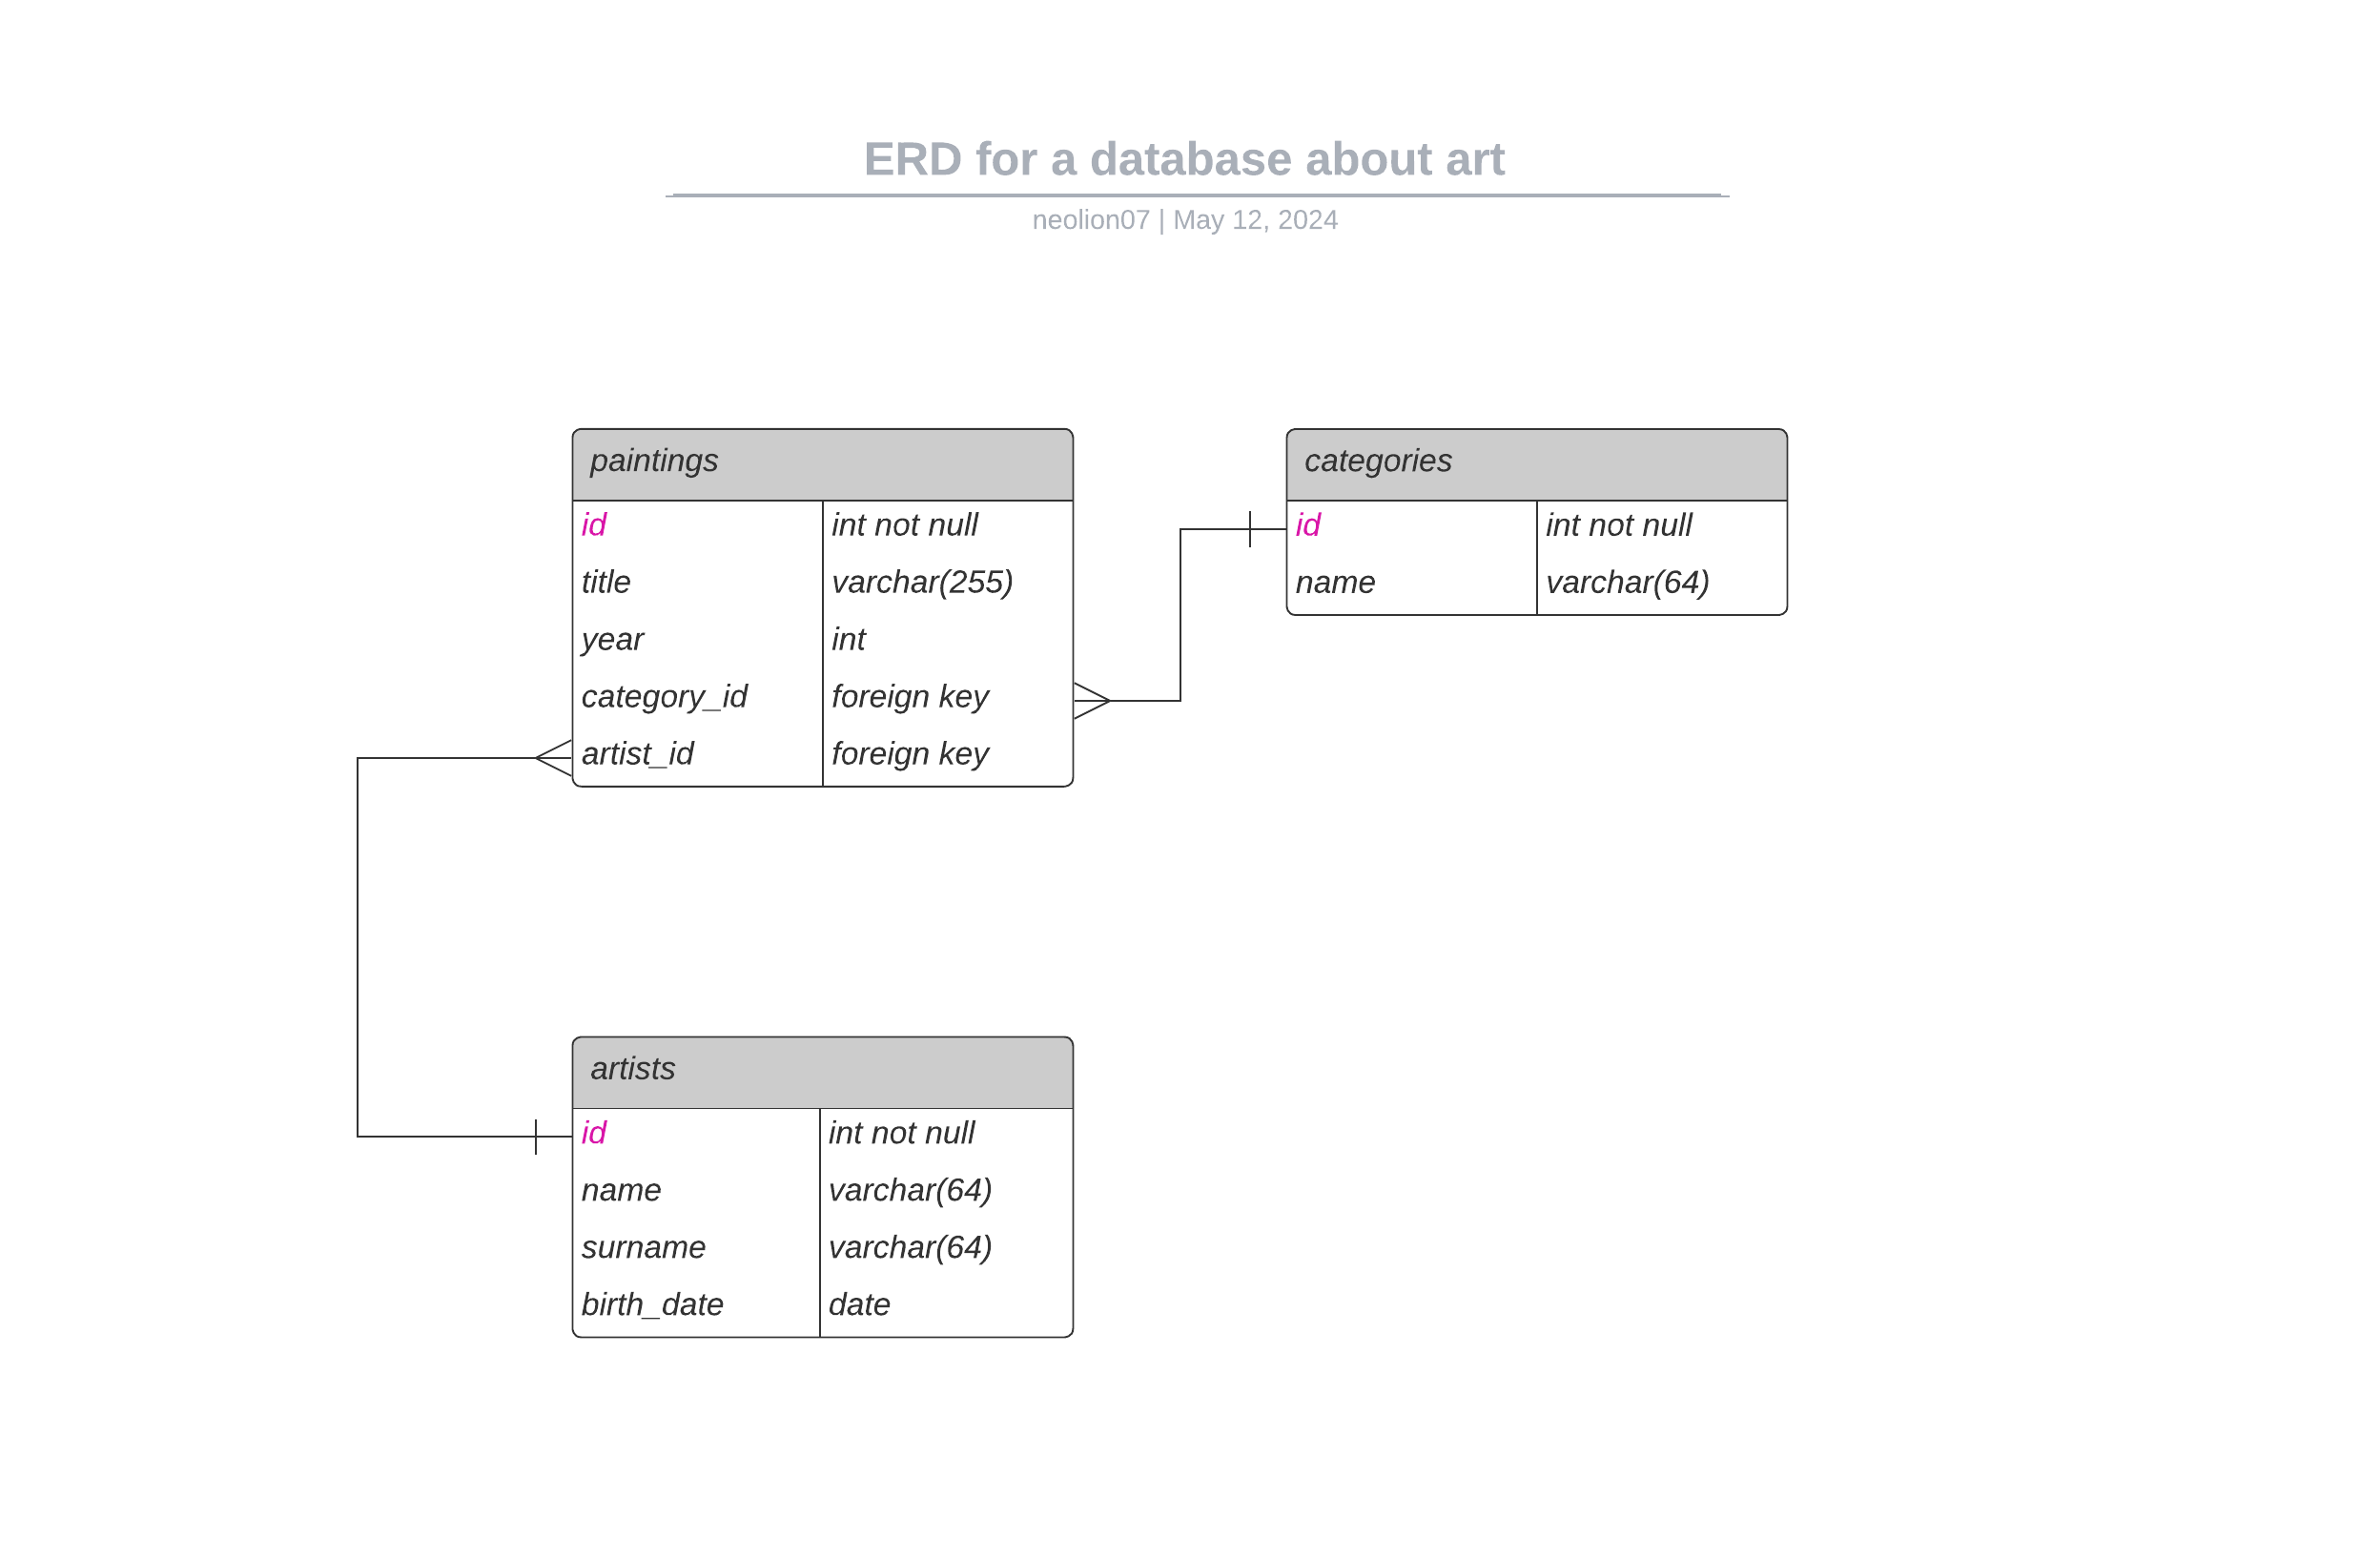 ERD for a database about art
neolion07 | May 12, 2024
paintings
id int not null
title varchar(255)
year int
category_id foreign key
artist_id foreign key
categories
id int not null
name varchar(64)
artists
id int not null
name varchar(64)
surname varchar(64)
birth_date date